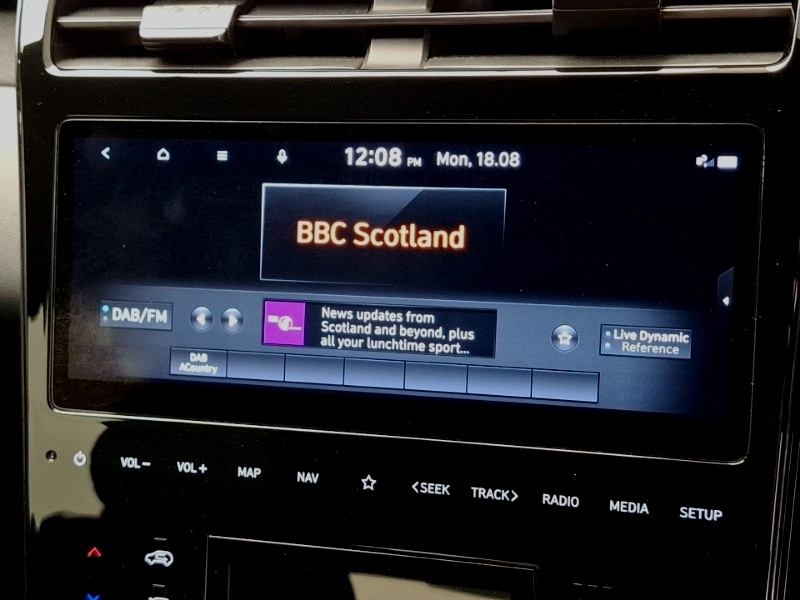 12:08 PM Mon, 18.08
BBC Scotland
DAB/FM
News updates from
Scotland and beyond, plus
all your lunchtime sport...
Live Dynamic
Reference
DAB
ACountry
VOL- VOL+ MAP NAV <SEEK TRACK> RADIO MEDIA SETUP